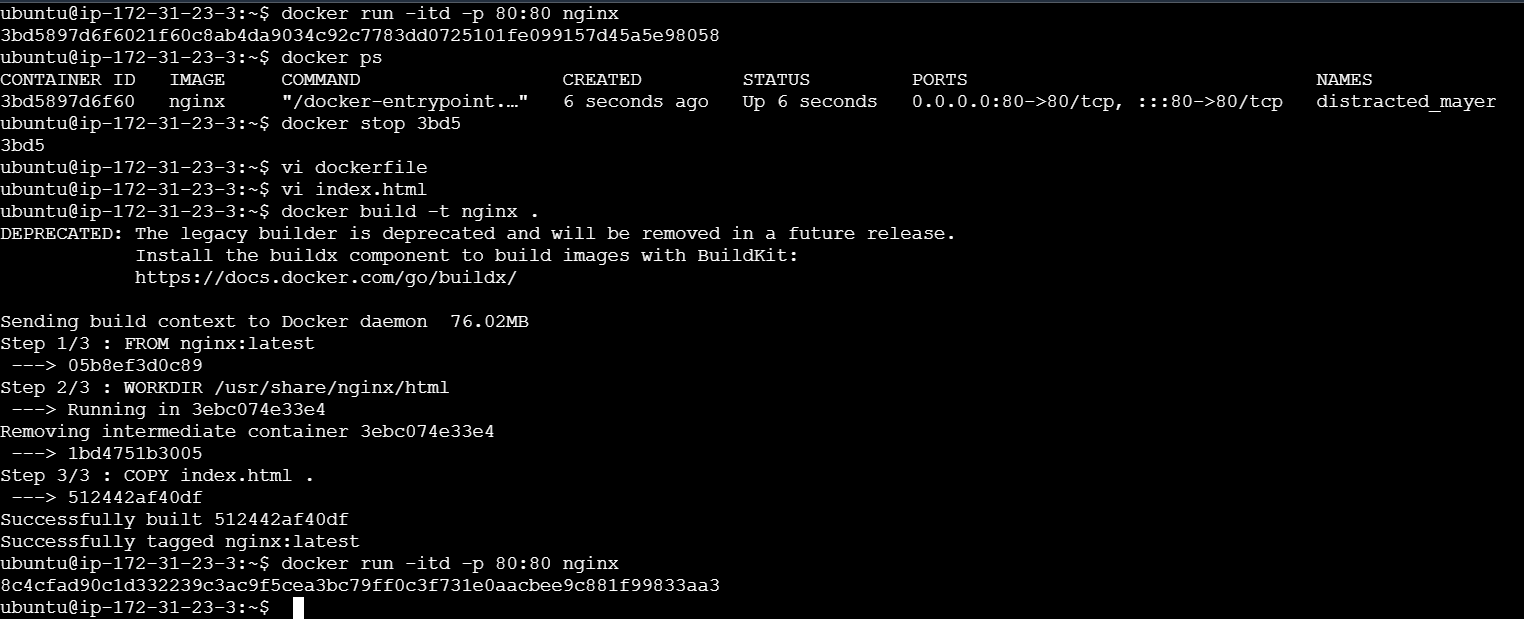 ubuntu@ip-172-31-23-3:~$ docker run -itd -p 80:80 nginx
3bd5897d6f6021f60c8ab4da9034c92c7783dd0725101fe099157d45a5e98058
ubuntu@ip-172-31-23-3:~$ docker ps
CONTAINER ID   IMAGE     COMMAND                  CREATED         STATUS         PORTS                               NAMES
3bd5897d6f60   nginx     "/docker-entrypoint.…"   6 seconds ago   Up 6 seconds   0.0.0.0:80->80/tcp, :::80->80/tcp   distracted_mayer
ubuntu@ip-172-31-23-3:~$ docker stop 3bd5
3bd5
ubuntu@ip-172-31-23-3:~$ vi dockerfile
ubuntu@ip-172-31-23-3:~$ vi index.html
ubuntu@ip-172-31-23-3:~$ docker build -t nginx .
DEPRECATED: The legacy builder is deprecated and will be removed in a future release.
            Install the buildx component to build images with BuildKit:
            https://docs.docker.com/go/buildx/

Sending build context to Docker daemon  76.02MB
Step 1/3 : FROM nginx:latest
 ---> 05b8ef3d0c89
Step 2/3 : WORKDIR /usr/share/nginx/html
 ---> Running in 3ebc074e33e4
Removing intermediate container 3ebc074e33e4
 ---> 1bd4751b3005
Step 3/3 : COPY index.html .
 ---> 512442af40df
Successfully built 512442af40df
Successfully tagged nginx:latest
ubuntu@ip-172-31-23-3:~$ docker run -itd -p 80:80 nginx
8c4cfad90c1d332239c3ac9f5cea3bc79ff0c3f731e0aacbee9c881f99833aa3
ubuntu@ip-172-31-23-3:~$